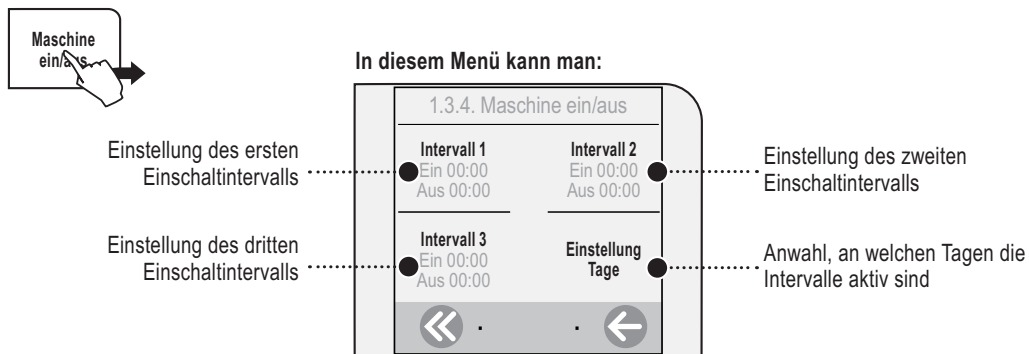 Maschine
ein/aus
In diesem Menü kann man:
1.3.4. Maschine ein/aus
Einstellung des ersten
Einschaltintervalls
Intervall 1
Ein 00:00
Aus 00:00
Intervall 2
Ein 00:00
Aus 00:00
Einstellung des zweiten
Einschaltintervalls
Einstellung des dritten
Einschaltintervalls
Intervall 3
Ein 00:00
Aus 00:00
Einstellung
Tage
Anwahl, an welchen Tagen die
Intervalle aktiv sind